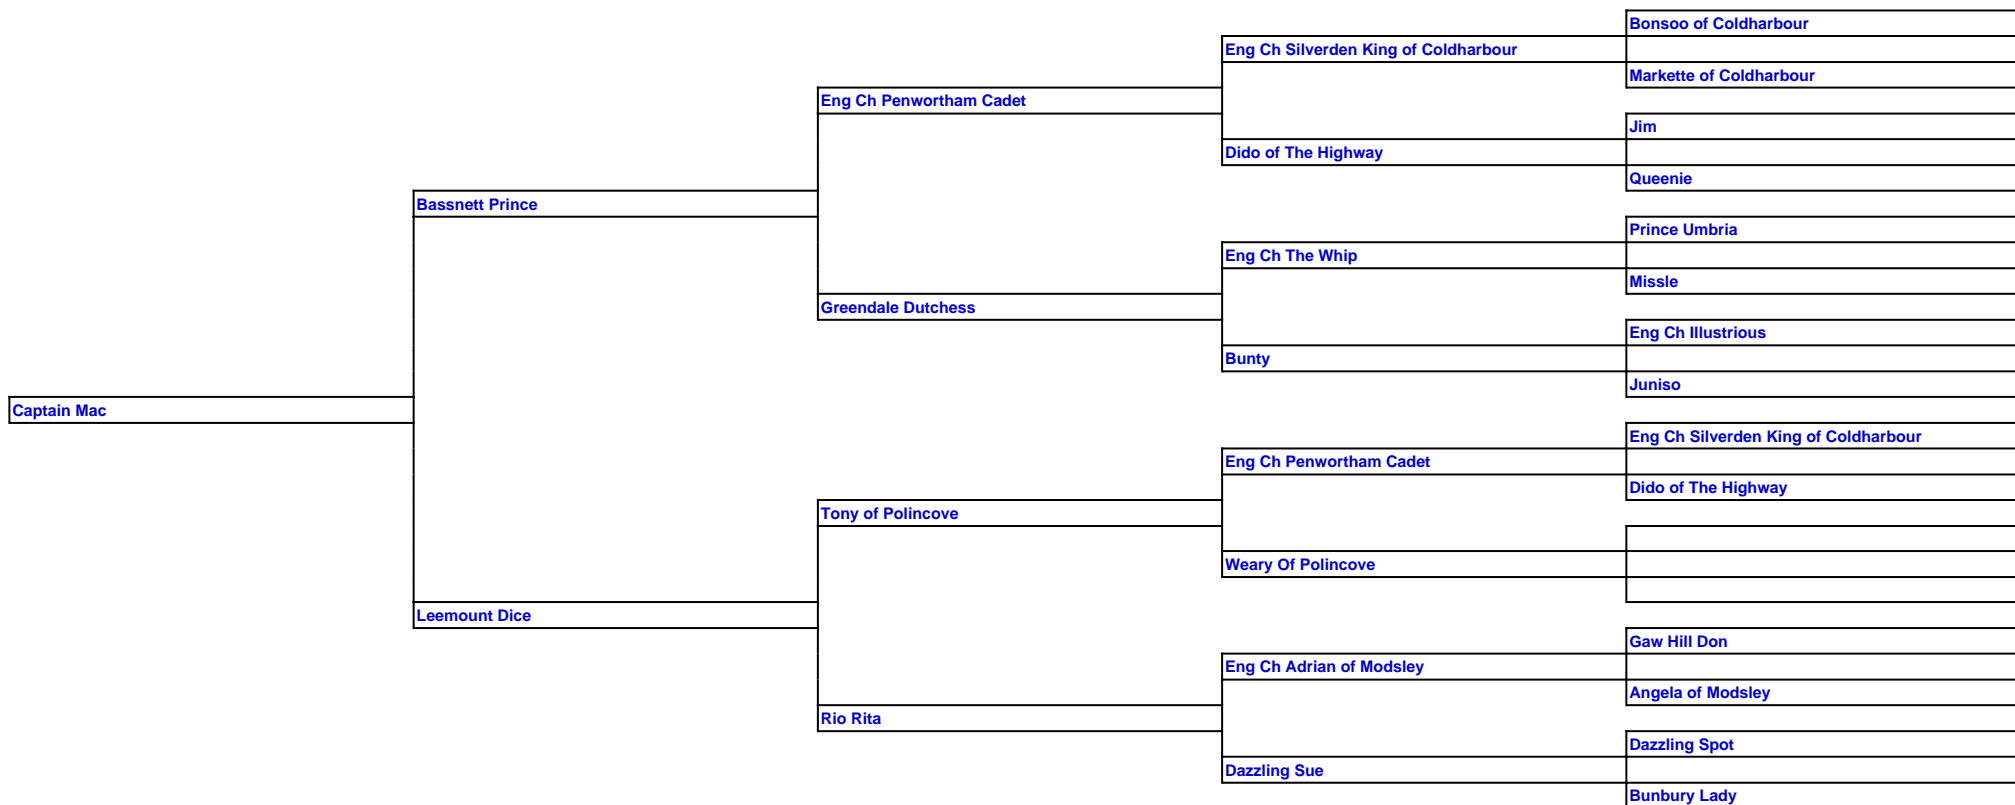 Bonsoo of Coldharbour
Eng Ch Silverden King of Coldharbour
Markette of Coldharbour
Eng Ch Penwortham Cadet
Jim
Dido of The Highway
Queenie
Bassnett Prince
Prince Umbria
Eng Ch The Whip
Missle
Greendale Dutchess
Eng Ch Illustrious
Bunty
Juniso
Captain Mac
Eng Ch Silverden King of Coldharbour
Eng Ch Penwortham Cadet
Dido of The Highway
Tony of Polincove
Weary Of Polincove
Leemount Dice
Gaw Hill Don
Eng Ch Adrian of Modsley
Angela of Modsley
Rio Rita
Dazzling Spot
Dazzling Sue
Bunbury Lady